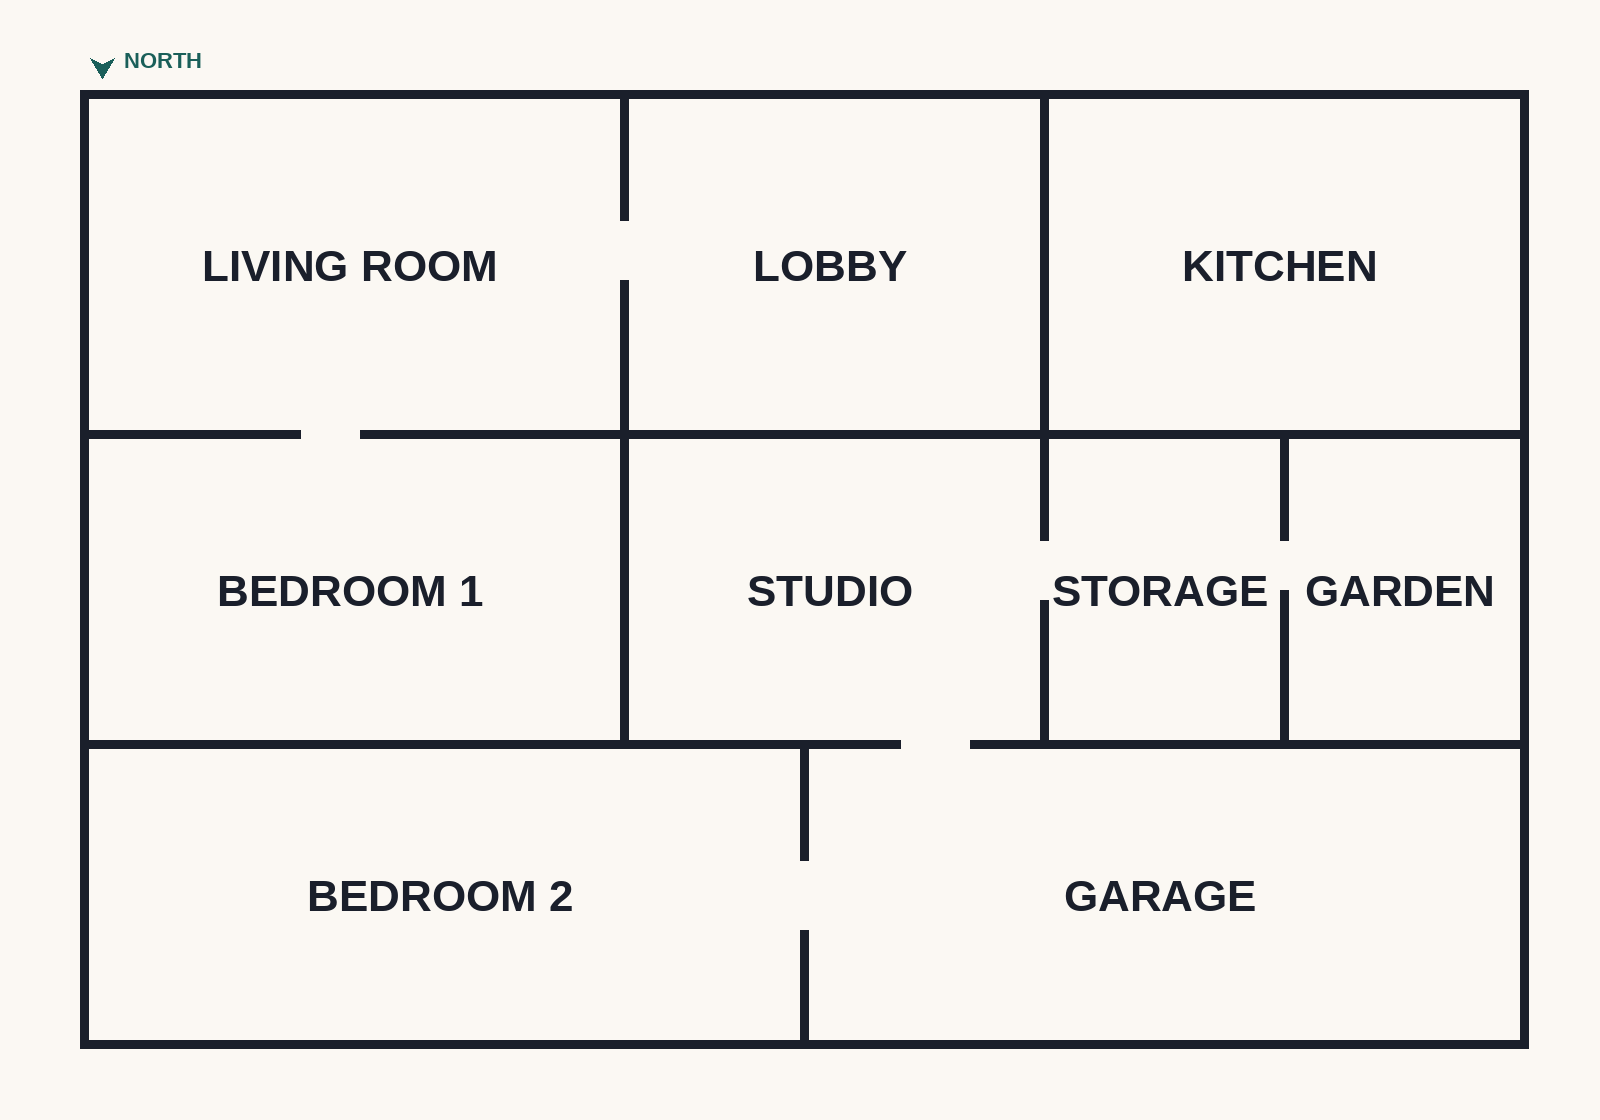 NORTH
LIVING ROOM
LOBBY
KITCHEN
BEDROOM 1
STUDIO
STORAGE
GARDEN
BEDROOM 2
GARAGE